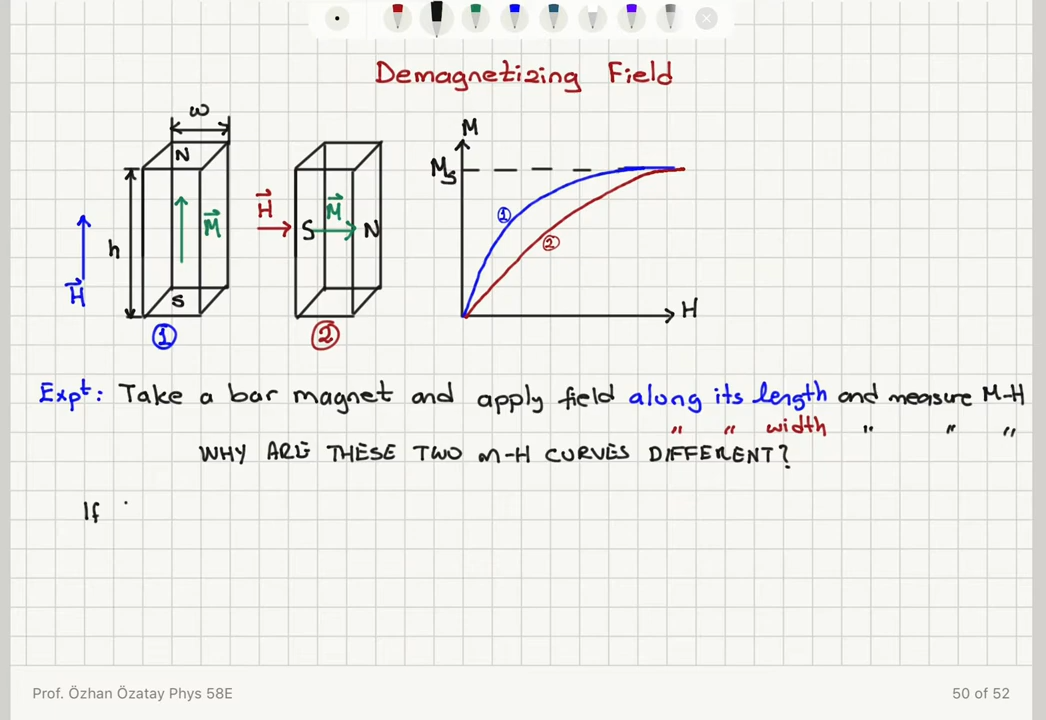 Demagnetizing Field
w
N
h
H
M
S
①
H
S
M
N
②
M
Ms
①
②
H
Expt: Take a bar magnet and apply field along its length and measure M-H
" " width " " "
WHY ARE THESE TWO M-H CURVES DIFFERENT?
If
Prof. Özhan Özatay Phys 58E
50 of 52